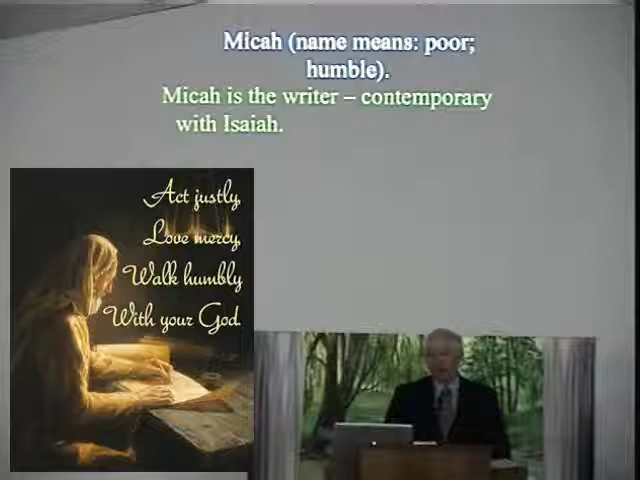 Micah (name means: poor;
humble).
Micah is the writer – contemporary
with Isaiah.
Act justly,
Love mercy,
Walk humbly
With your God.